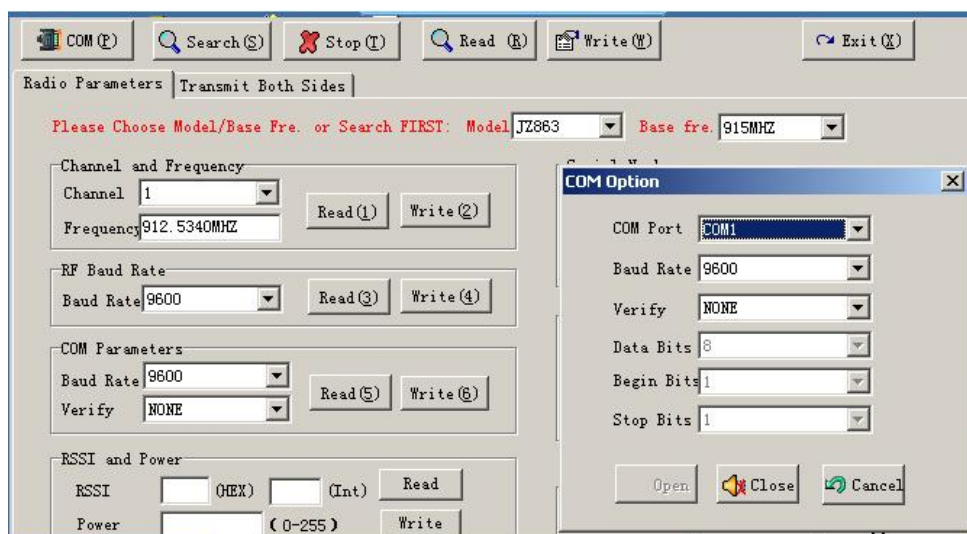 COM(P) Search(S) Stop(T) Read (R) Write(W) Exit(X)
Radio Parameters Transmit Both Sides
Please Choose Model/Base Fre. or Search FIRST: Model JZ863 Base fre. 915MHZ
Channel and Frequency
Channel 1
Frequency 912.5340MHZ
Read(1) Write(2)
RF Baud Rate
Baud Rate 9600 Read(3) Write(4)
COM Parameters
Baud Rate 9600
Verify NONE
Read(5) Write(6)
RSSI and Power
RSSI (HEX) (Int) Read
Power (0-255) Write
COM Option
COM Port COM1
Baud Rate 9600
Verify NONE
Data Bits 8
Begin Bits 1
Stop Bits 1
Open Close Cancel